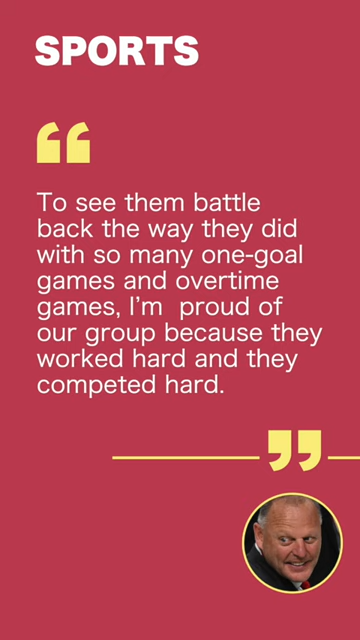 SPORTS
“
To see them battle
back the way they did
with so many one-goal
games and overtime
games, I’m  proud of
our group because they
worked hard and they
competed hard.
”